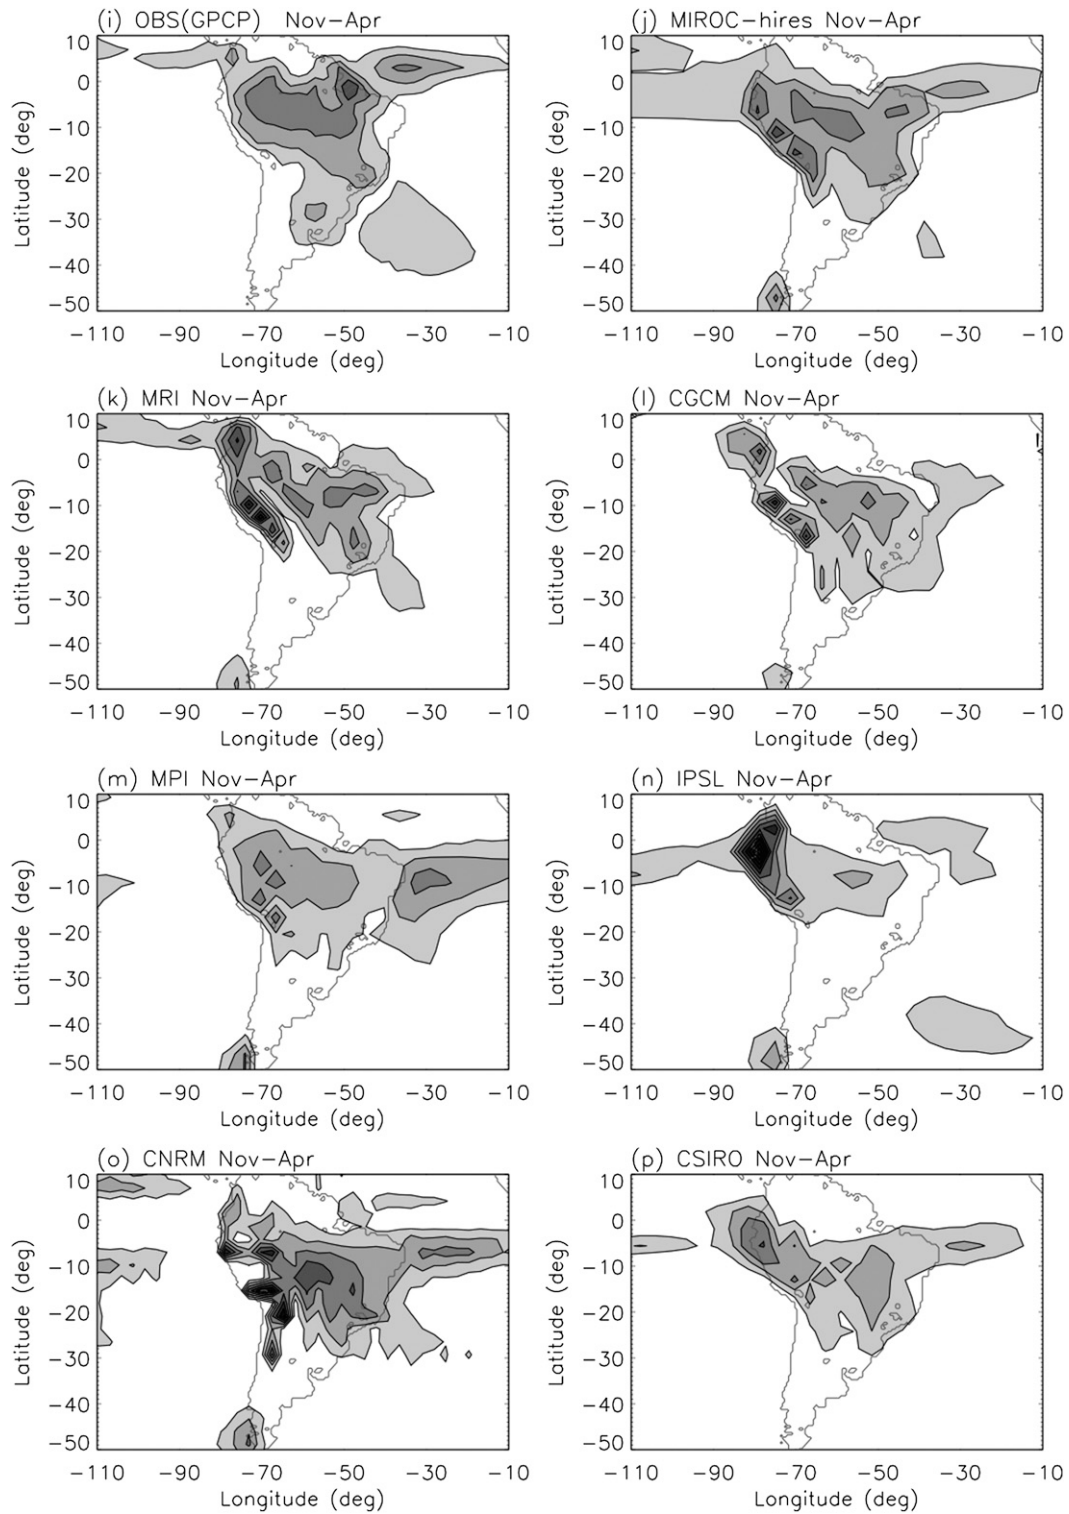 (i) OBS(GPCP) Nov-Apr
10
0
-10
-20
-30
-40
-50
Latitude (deg)
-110 -90 -70 -50 -30 -10
Longitude (deg)
(j) MIROC-hires Nov-Apr
10
0
-10
-20
-30
-40
-50
Latitude (deg)
-110 -90 -70 -50 -30 -10
Longitude (deg)
(k) MRI Nov-Apr
10
0
-10
-20
-30
-40
-50
Latitude (deg)
-110 -90 -70 -50 -30 -10
Longitude (deg)
(l) CGCM Nov-Apr
10
0
-10
-20
-30
-40
-50
Latitude (deg)
-110 -90 -70 -50 -30 -10
Longitude (deg)
(m) MPI Nov-Apr
10
0
-10
-20
-30
-40
-50
Latitude (deg)
-110 -90 -70 -50 -30 -10
Longitude (deg)
(n) IPSL Nov-Apr
10
0
-10
-20
-30
-40
-50
Latitude (deg)
-110 -90 -70 -50 -30 -10
Longitude (deg)
(o) CNRM Nov-Apr
10
0
-10
-20
-30
-40
-50
Latitude (deg)
-110 -90 -70 -50 -30 -10
Longitude (deg)
(p) CSIRO Nov-Apr
10
0
-10
-20
-30
-40
-50
Latitude (deg)
-110 -90 -70 -50 -30 -10
Longitude (deg)